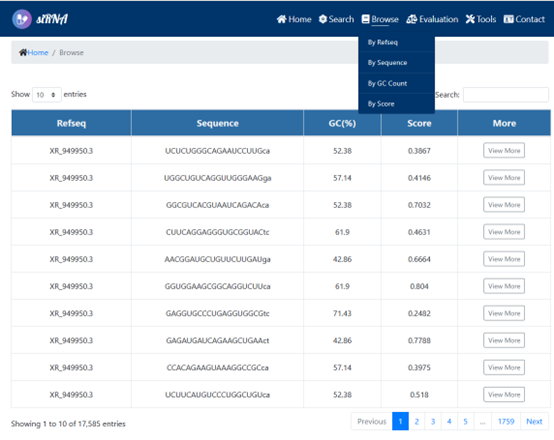 siRNA Home Search Browse Evaluation Tools Contact
By Refseq
By Sequence
By GC Count
By Score
Home / Browse
Show 10 entries Search:
Refseq Sequence GC(%) Score More
XR_949950.3 UCUCUGGGCAGAAUCCUUGca 52.38 0.3867 View More
XR_949950.3 UGGCUGUCAGGUUGGGAAGga 57.14 0.4146 View More
XR_949950.3 GGCGUCACGUAAUCAGACAca 52.38 0.7032 View More
XR_949950.3 CUUCAGGAGGGUGCGGUACtc 61.9 0.4631 View More
XR_949950.3 AACGGAUGCUGUUCUUGAUga 42.86 0.6664 View More
XR_949950.3 GGUGGAAGCGGCAGGUCUUca 61.9 0.804 View More
XR_949950.3 GAGGUGCCCUGAGGUGGCGtc 71.43 0.2482 View More
XR_949950.3 GAGAUGAUCAGAAGCUGAAct 42.86 0.7788 View More
XR_949950.3 CCACAGAAGUAAAGGCCGCca 57.14 0.3975 View More
XR_949950.3 UCUUCAUGUCCCUGGCUGUca 52.38 0.518 View More
Showing 1 to 10 of 17,585 entries Previous 1 2 3 4 5 ... 1759 Next